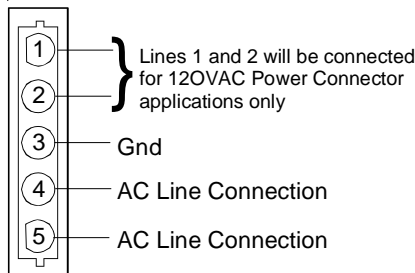 1
2
Lines 1 and 2 will be connected
for 12OVAC Power Connector
applications only
3 Gnd
4 AC Line Connection
5 AC Line Connection